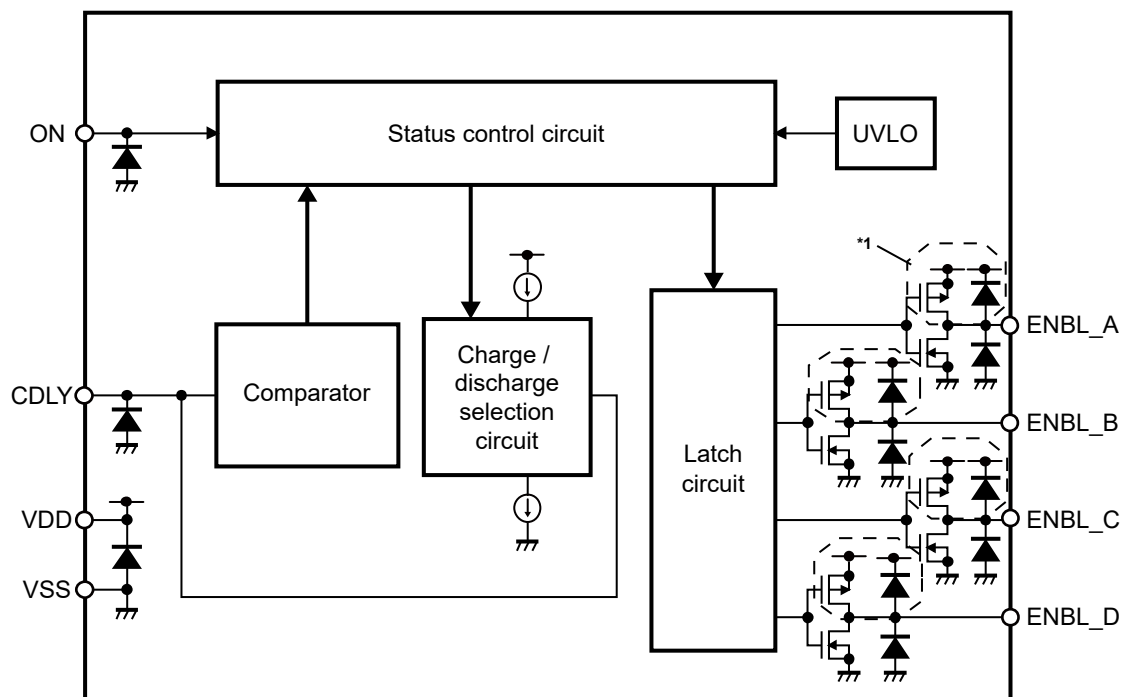 ON
Status control circuit
UVLO
*1
ENBL_A
CDLY
Comparator
Charge /
discharge
selection
circuit
ENBL_B
Latch
circuit
VDD
ENBL_C
VSS
ENBL_D